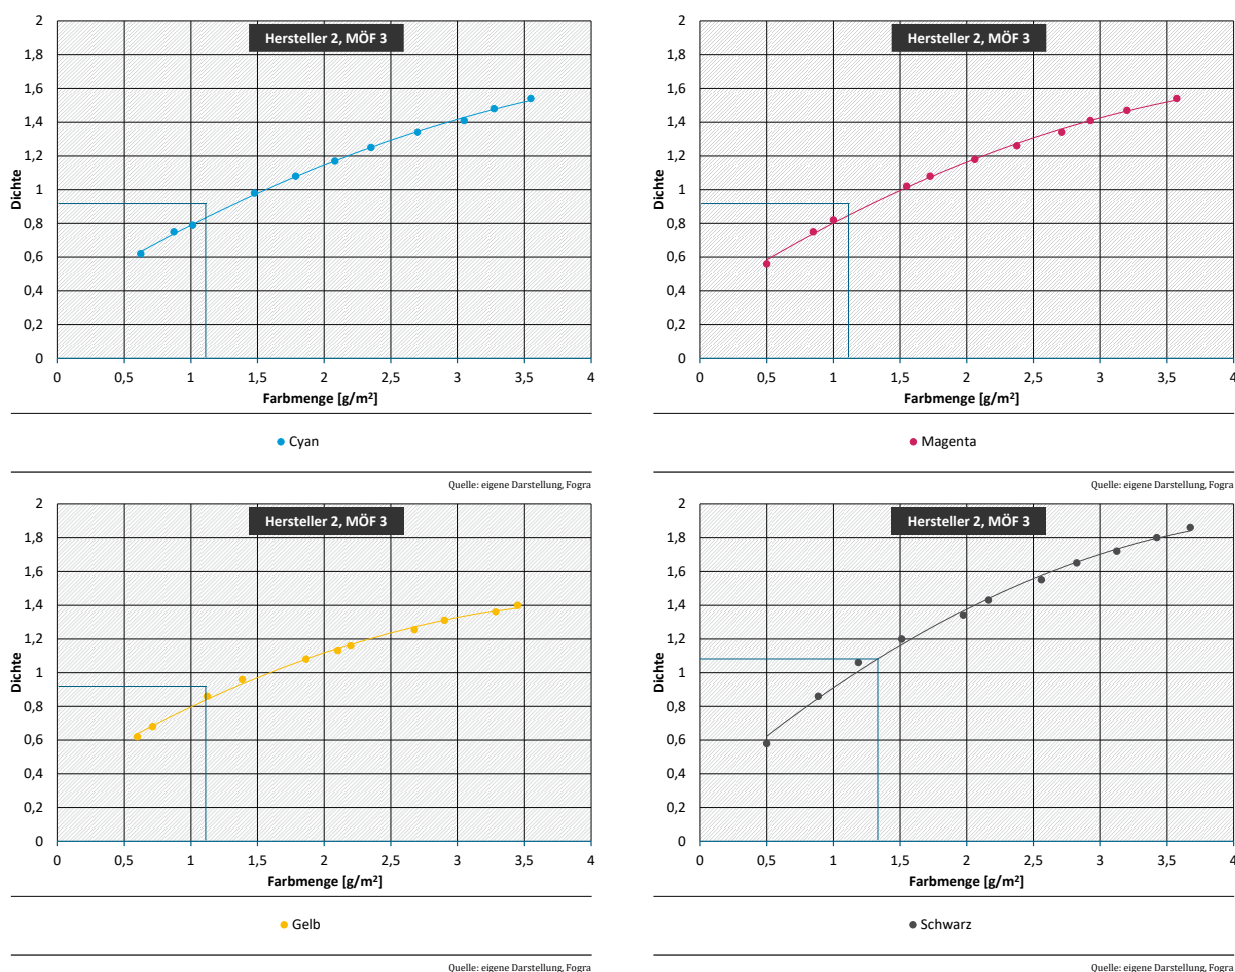 Hersteller 2, MÖF 3
Dichte
2
1,8
1,6
1,4
1,2
1
0,8
0,6
0,4
0,2
0
0 0,5 1 1,5 2 2,5 3 3,5 4
Farbmenge [g/m²]
Cyan
Quelle: eigene Darstellung, Fogra
Hersteller 2, MÖF 3
Dichte
2
1,8
1,6
1,4
1,2
1
0,8
0,6
0,4
0,2
0
0 0,5 1 1,5 2 2,5 3 3,5 4
Farbmenge [g/m²]
Magenta
Quelle: eigene Darstellung, Fogra
Hersteller 2, MÖF 3
Dichte
2
1,8
1,6
1,4
1,2
1
0,8
0,6
0,4
0,2
0
0 0,5 1 1,5 2 2,5 3 3,5 4
Farbmenge [g/m²]
Gelb
Quelle: eigene Darstellung, Fogra
Hersteller 2, MÖF 3
Dichte
2
1,8
1,6
1,4
1,2
1
0,8
0,6
0,4
0,2
0
0 0,5 1 1,5 2 2,5 3 3,5 4
Farbmenge [g/m²]
Schwarz
Quelle: eigene Darstellung, Fogra